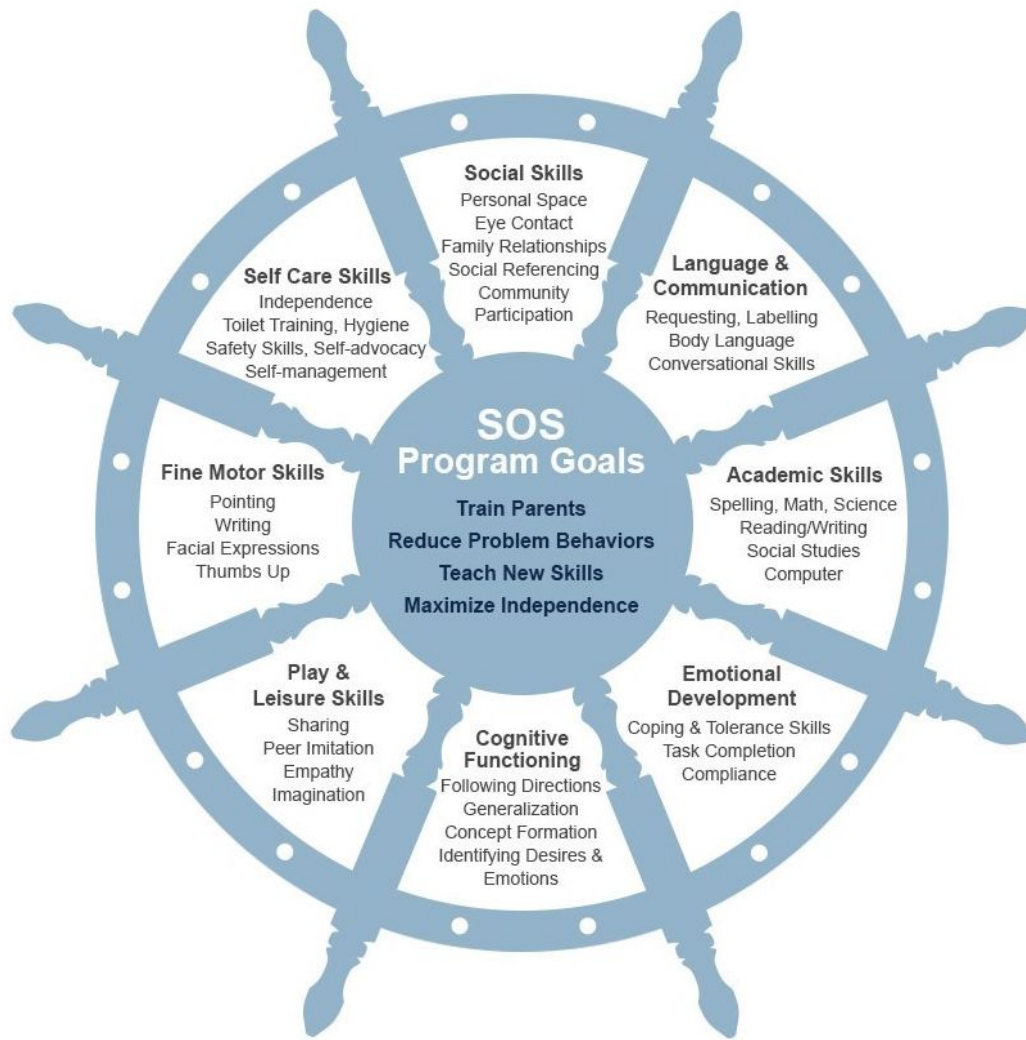 SOS
Program Goals
Train Parents
Reduce Problem Behaviors
Teach New Skills
Maximize Independence
Social Skills
Personal Space
Eye Contact
Family Relationships
Social Referencing
Community
Participation
Language &
Communication
Requesting, Labelling
Body Language
Conversational Skills
Academic Skills
Spelling, Math, Science
Reading/Writing
Social Studies
Computer
Emotional
Development
Coping & Tolerance Skills
Task Completion
Compliance
Cognitive
Functioning
Following Directions
Generalization
Concept Formation
Identifying Desires &
Emotions
Play &
Leisure Skills
Sharing
Peer Imitation
Empathy
Imagination
Fine Motor Skills
Pointing
Writing
Facial Expressions
Thumbs Up
Self Care Skills
Independence
Toilet Training, Hygiene
Safety Skills, Self-advocacy
Self-management